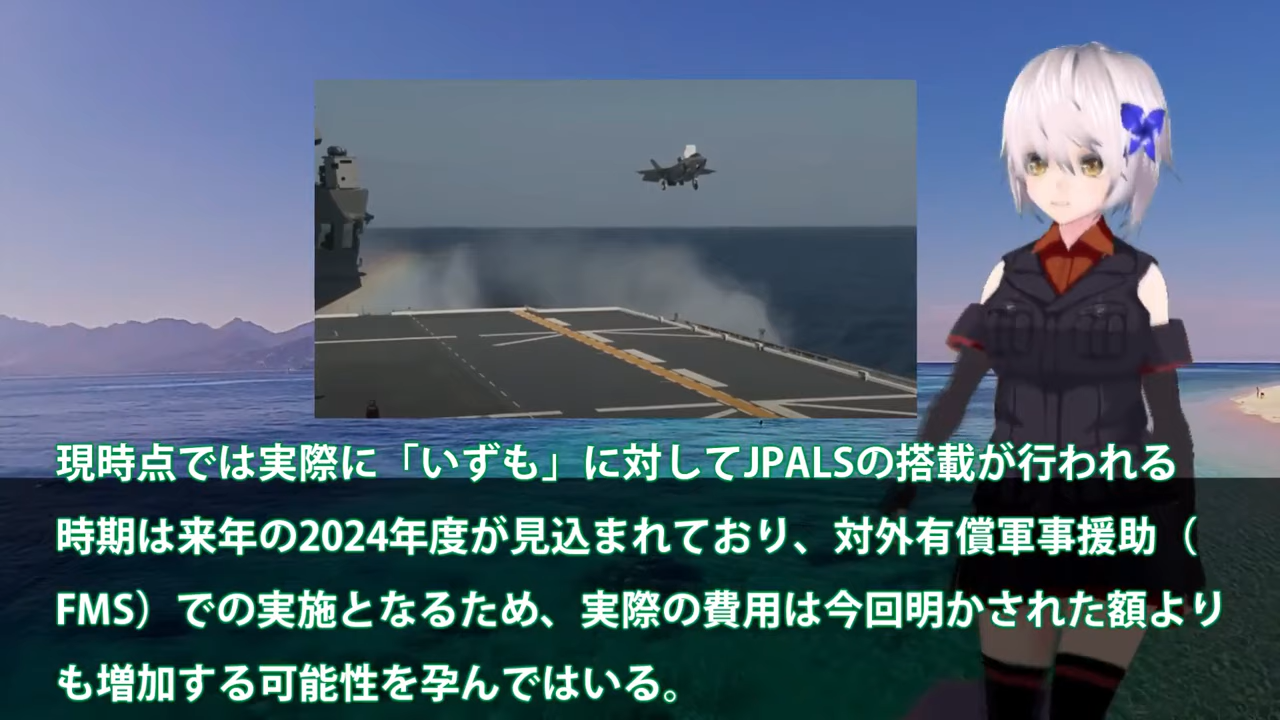 現時点では実際に「いずも」に対してJPALSの搭載が行われる
時期は来年の2024年度が見込まれており、対外有償軍事援助（
FMS）での実施となるため、実際の費用は今回明かされた額より
も増加する可能性を孕んではいる。